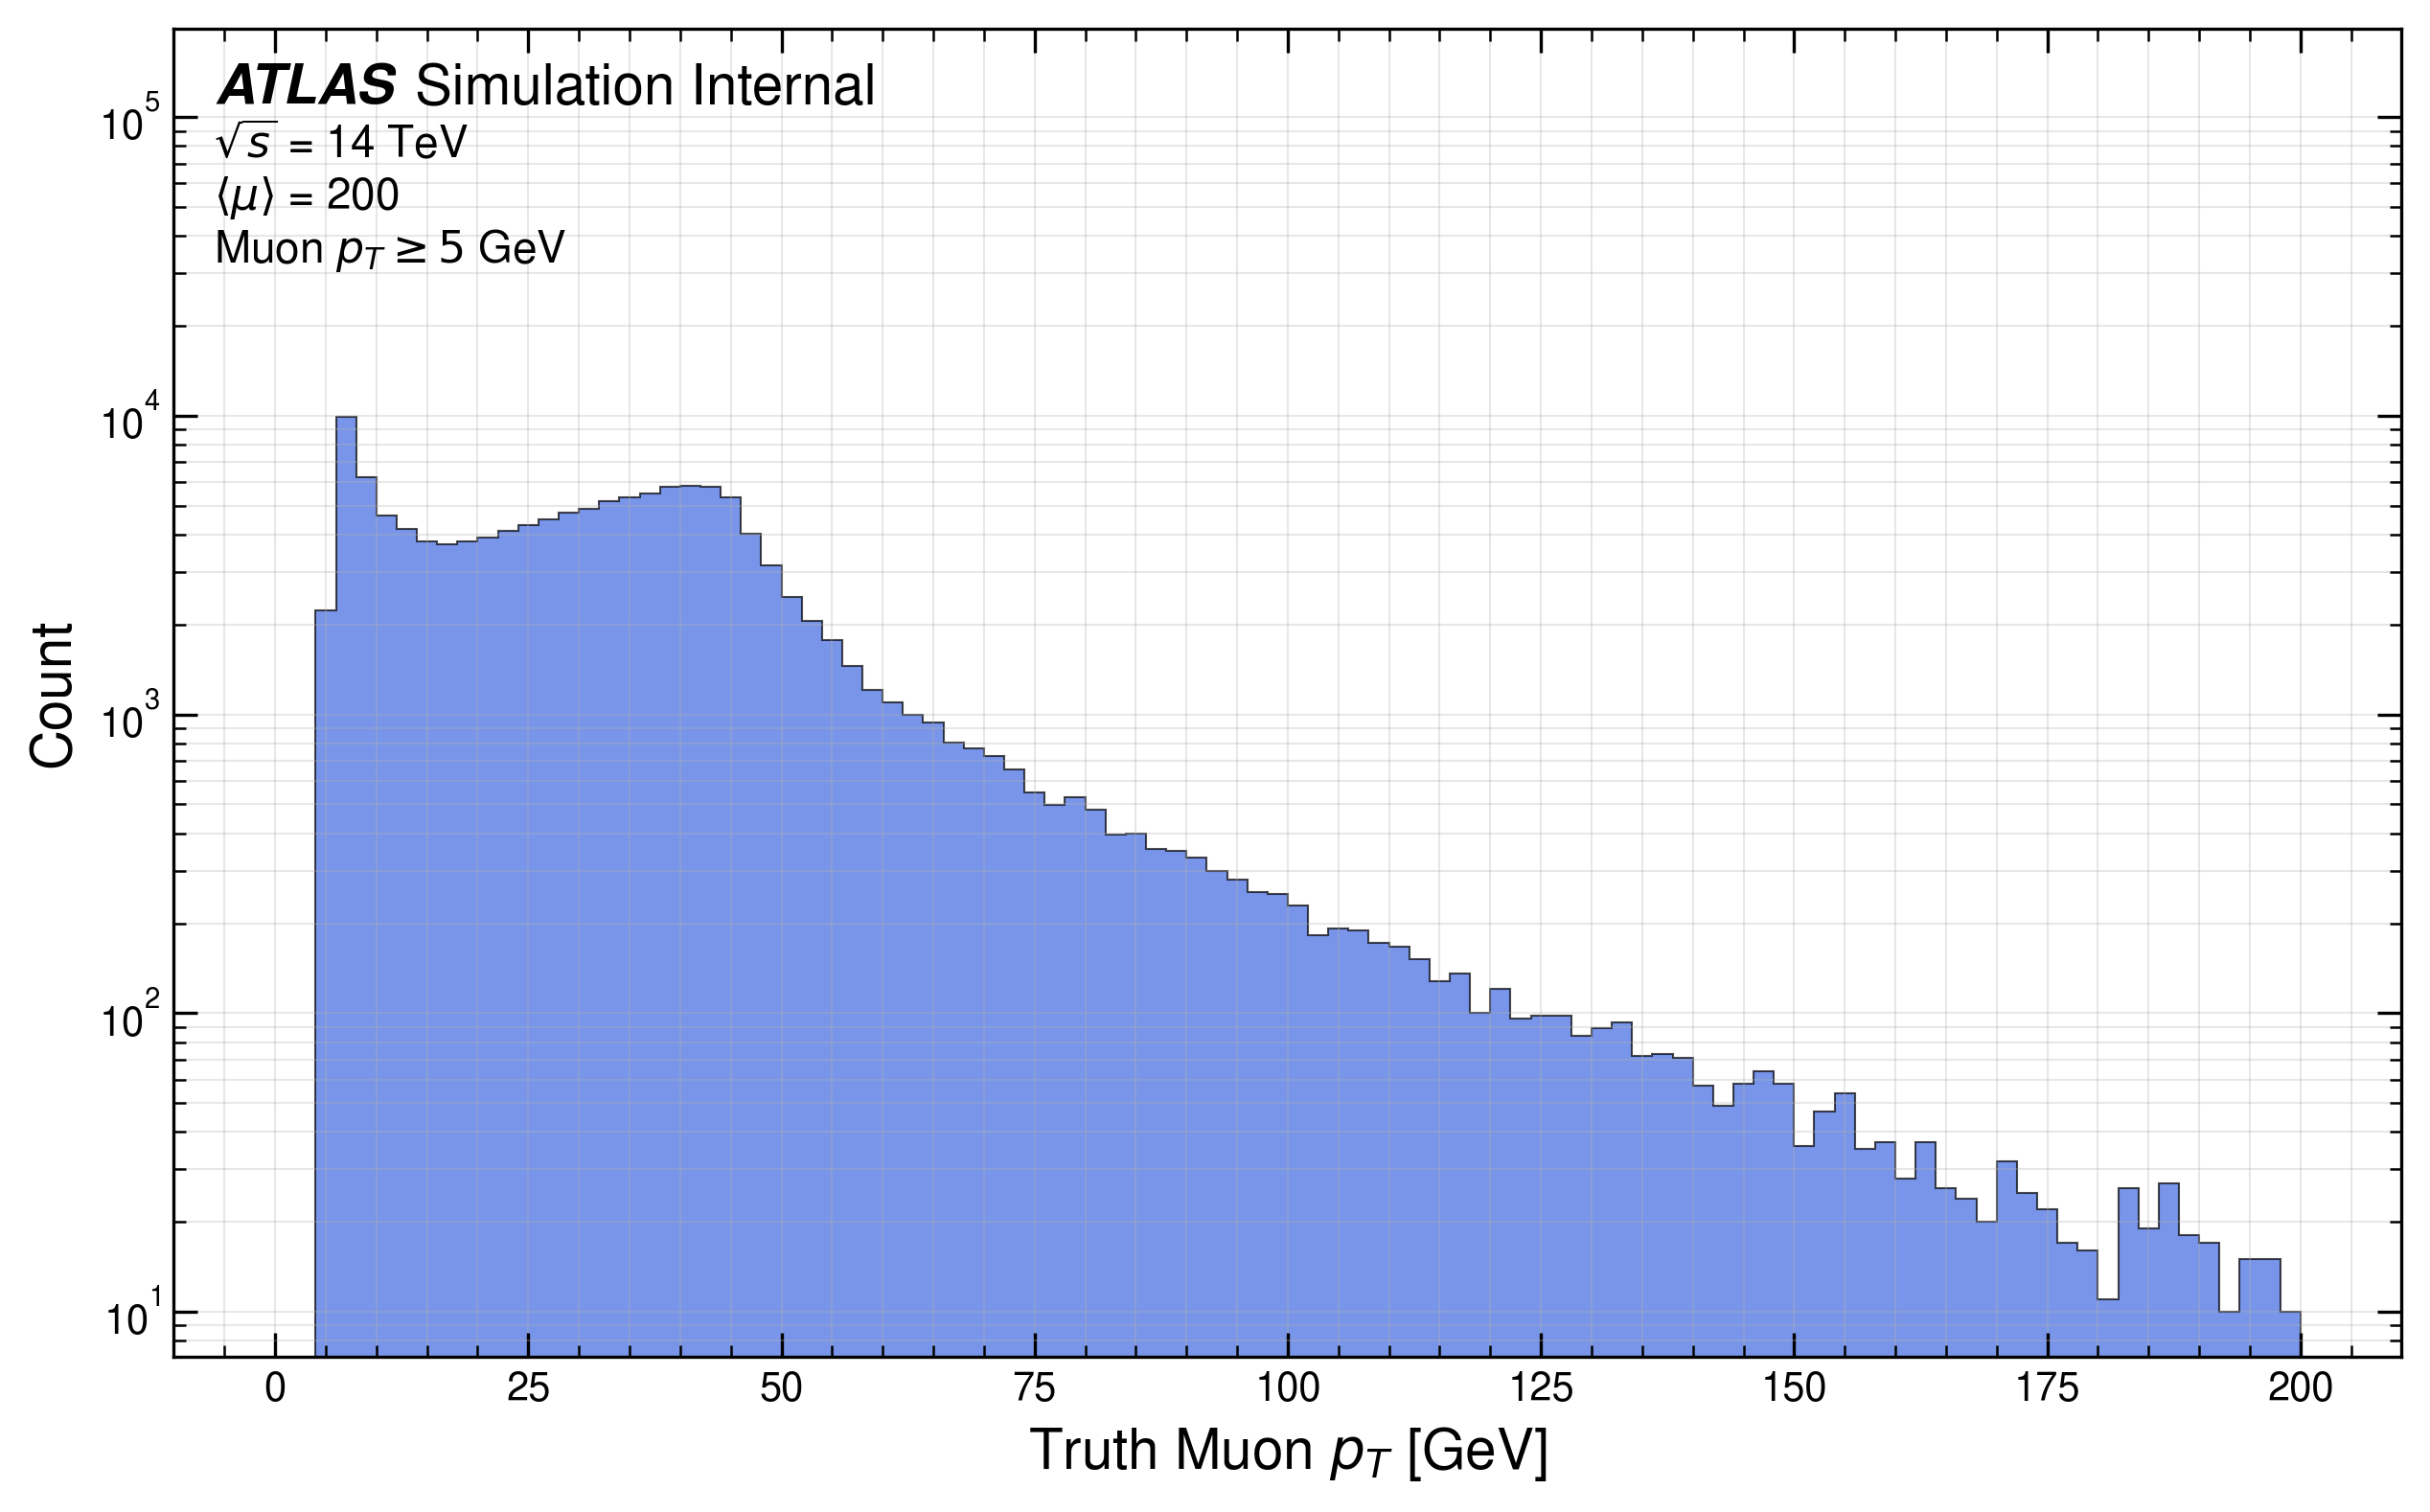 ATLAS Simulation Internal
√s = 14 TeV
⟨μ⟩ = 200
Muon p_T ≥ 5 GeV
Count
10^5
10^4
10^3
10^2
10^1
0 25 50 75 100 125 150 175 200
Truth Muon p_T [GeV]